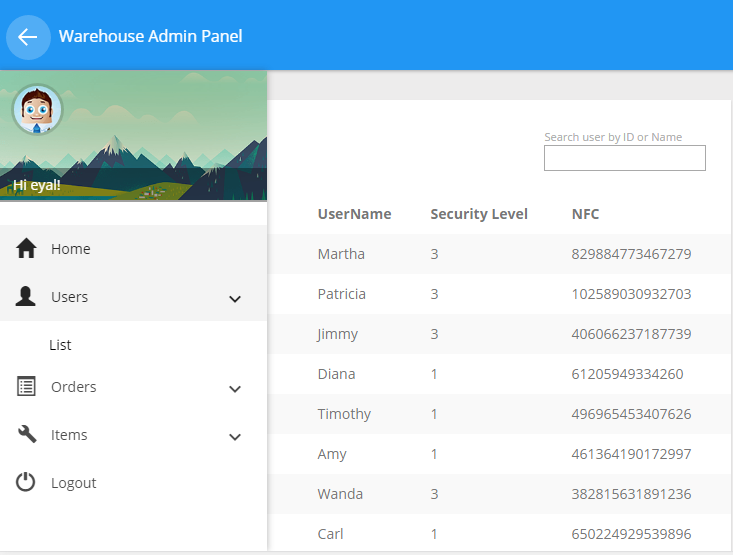 Warehouse Admin Panel
Hi eyal!
Home
Users
List
Orders
Items
Logout
Search user by ID or Name
UserName Security Level NFC
Martha 3 829884773467279
Patricia 3 102589030932703
Jimmy 3 406066237187739
Diana 1 61205949334260
Timothy 1 496965453407626
Amy 1 461364190172997
Wanda 3 382815631891236
Carl 1 650224929539896